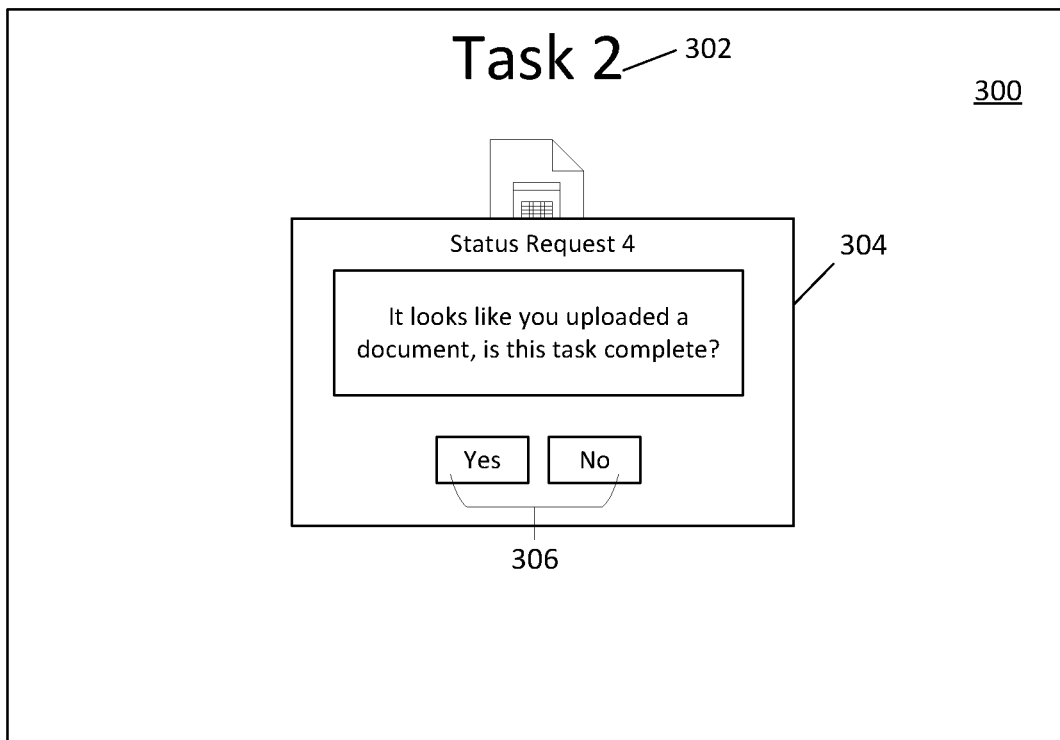 Task 2
302
300
Status Request 4
304
It looks like you uploaded a
document, is this task complete?
Yes No
306